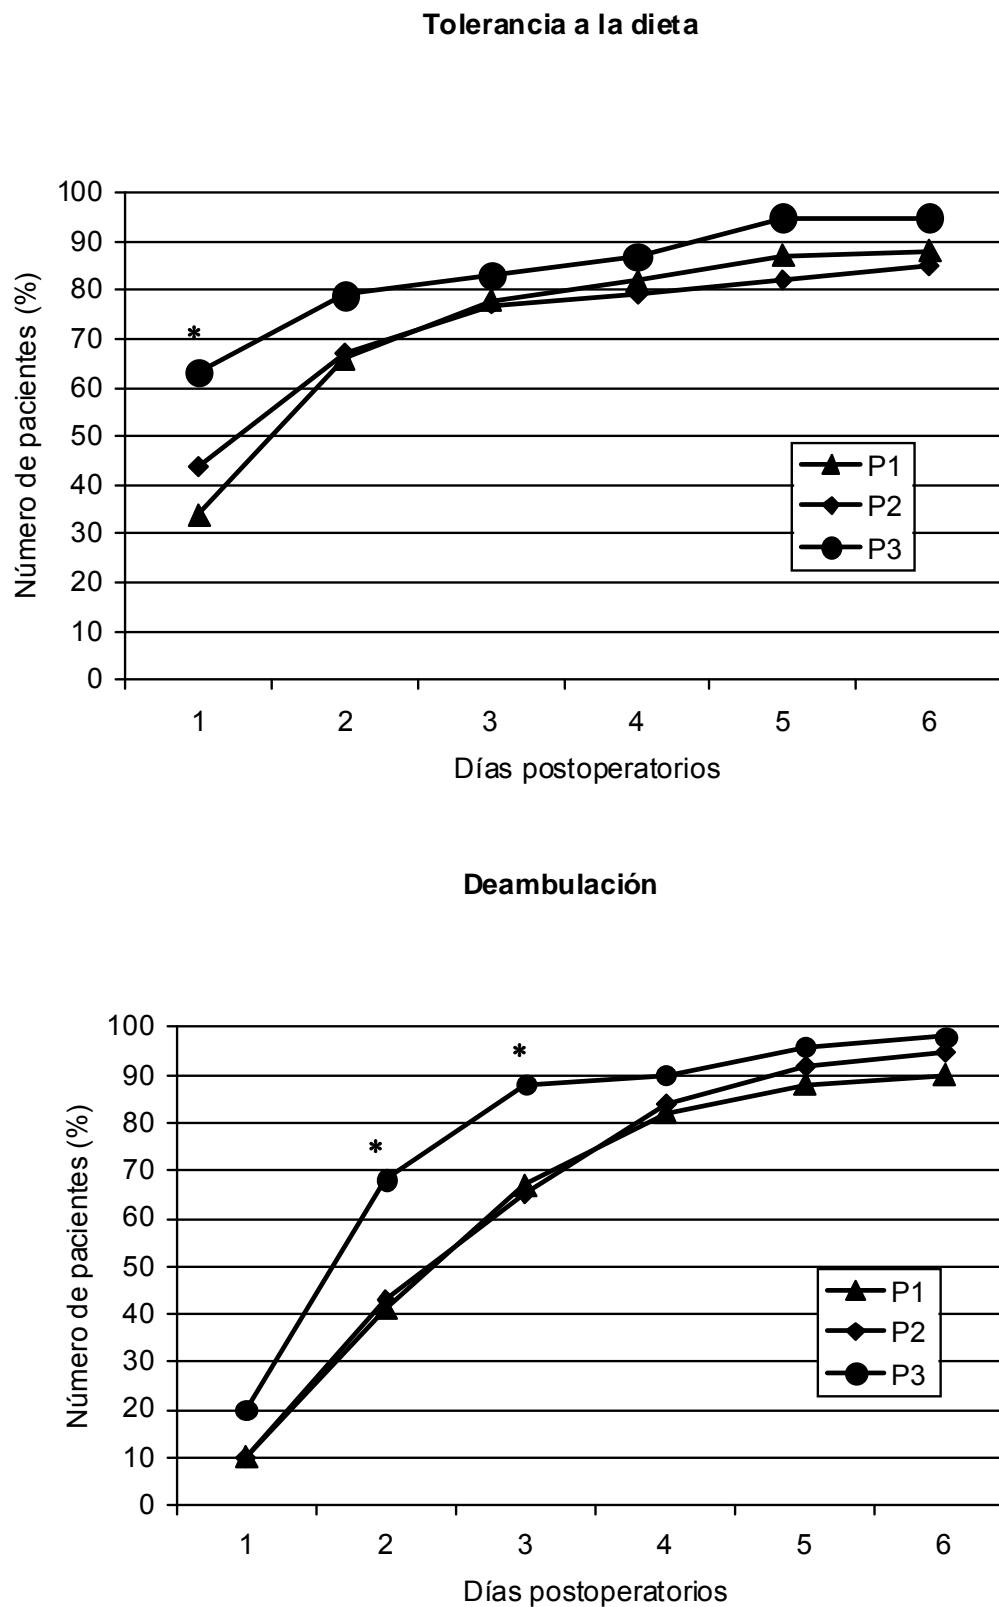 Tolerancia a la dieta
100
90
80
70
60
50
40
30
20
10
0
Número de pacientes (%)
*
P1
P2
P3
1 2 3 4 5 6
Días postoperatorios
Deambulación
100
90
80
70
60
50
40
30
20
10
0
Número de pacientes (%)
*
*
P1
P2
P3
1 2 3 4 5 6
Días postoperatorios